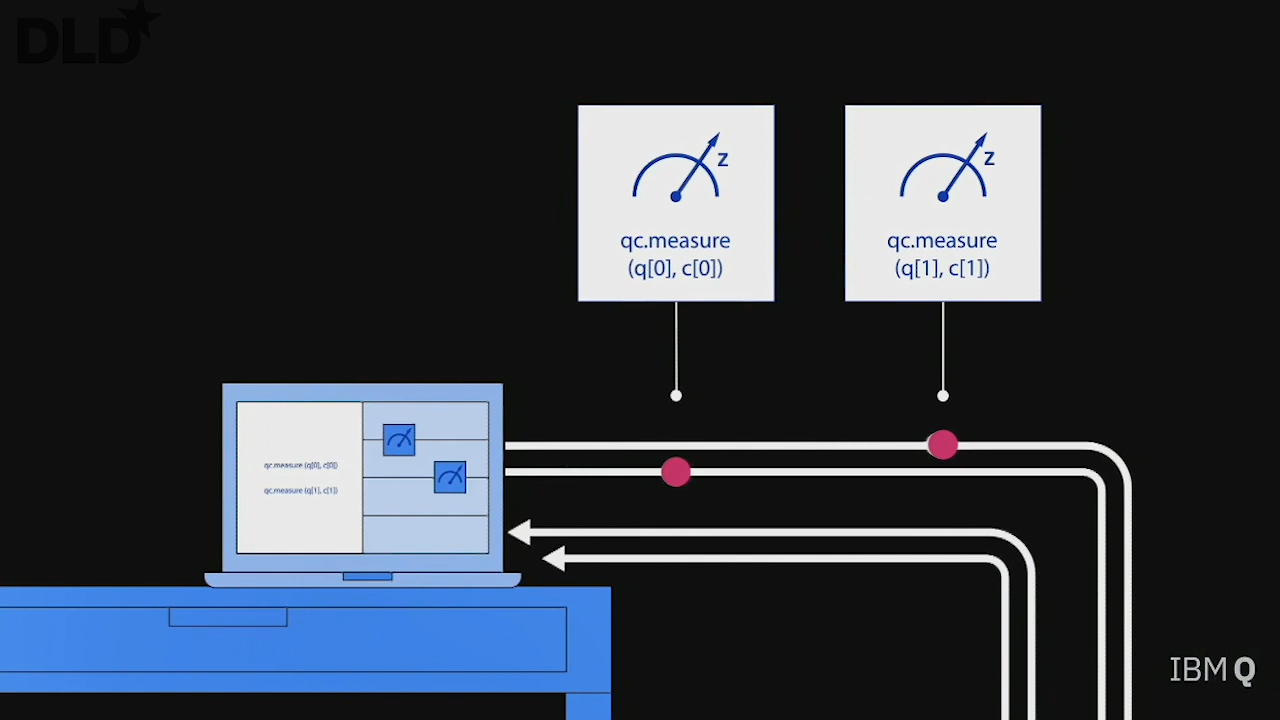 DLD
Z
qc.measure
(q[0], c[0])
Z
qc.measure
(q[1], c[1])
qc.measure (q[0], c[0])
qc.measure (q[1], c[1])
IBM Q